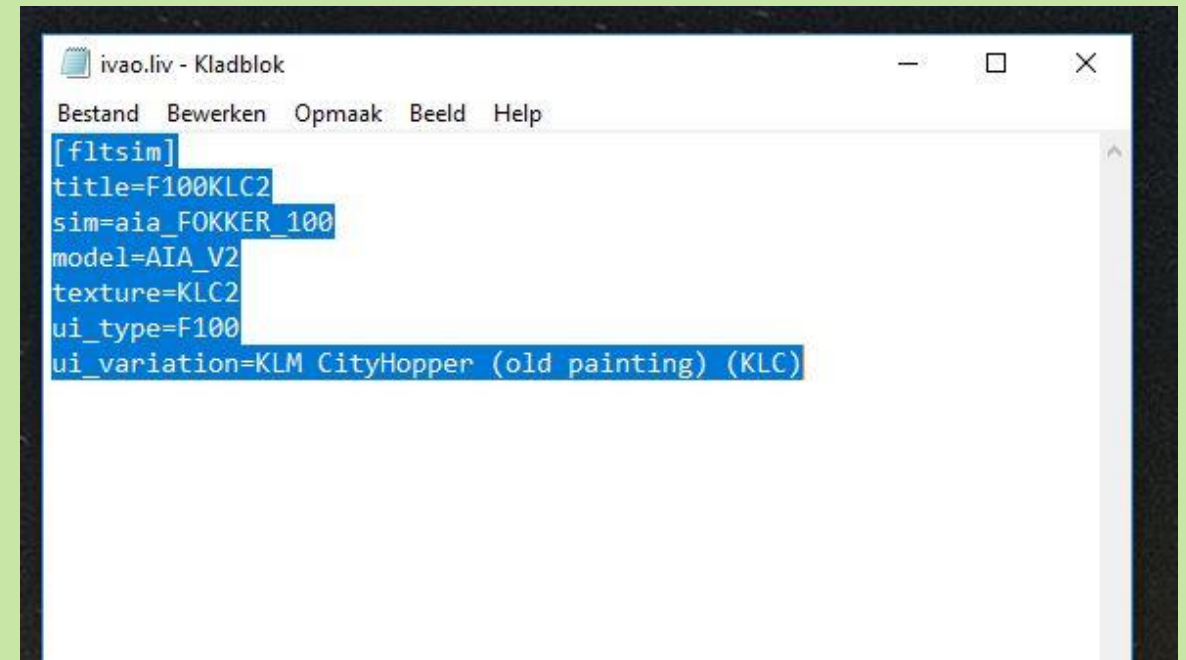 ivao.liv - Kladblok
Bestand Bewerken Opmaak Beeld Help
[fltsim]
title=F100KLC2
sim=aia_FOKKER_100
model=AIA_V2
texture=KLC2
ui_type=F100
ui_variation=KLM CityHopper (old painting) (KLC)